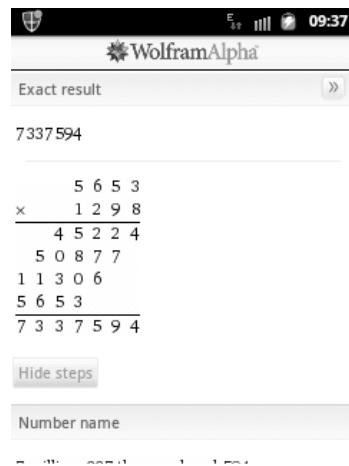 E 09:37
WolframAlpha
Exact result »
7337594
5 6 5 3
× 1 2 9 8
4 5 2 2 4
5 0 8 7 7
1 1 3 0 6
5 6 5 3
7 3 3 7 5 9 4
Hide steps
Number name